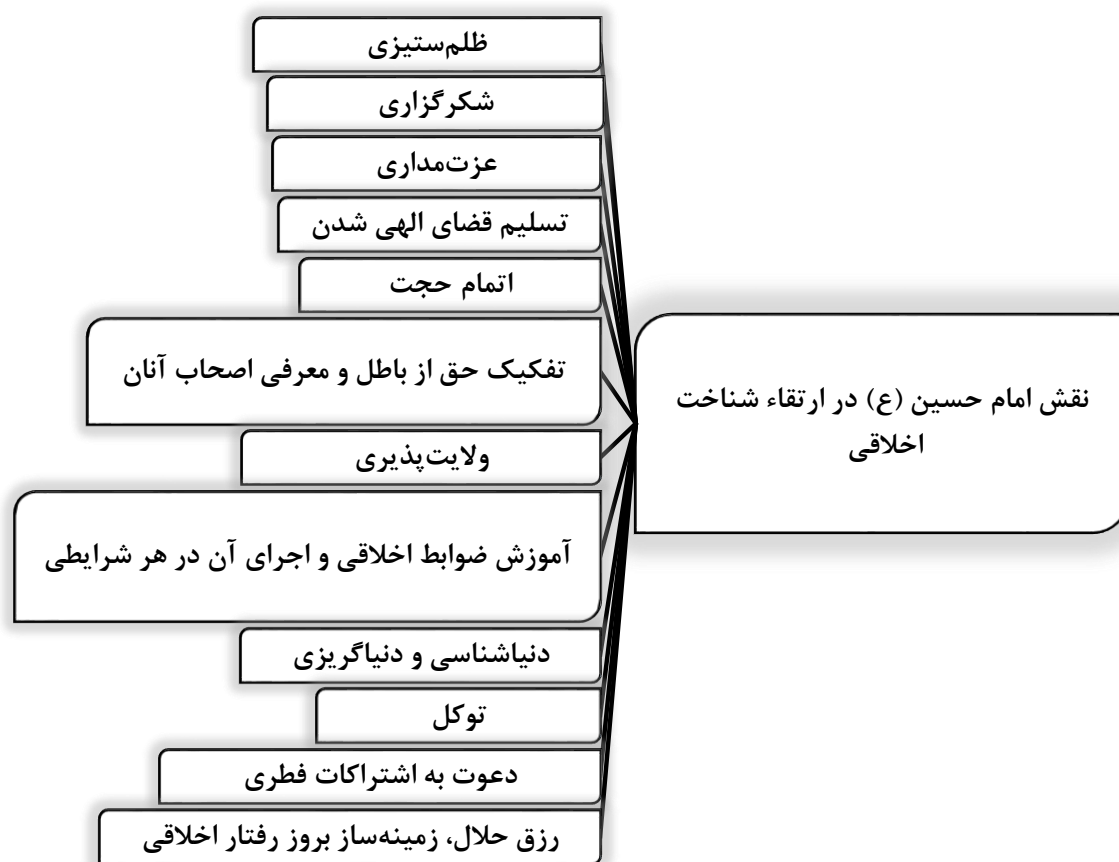 نقش امام حسین (ع) در ارتقاء شناخت
اخلاقی
ظلم‌ستیزی
شکرگزاری
عزت‌مداری
تسلیم قضای الهی شدن
اتمام حجت
تفکیک حق از باطل و معرفی اصحاب آنان
ولایت‌پذیری
آموزش ضوابط اخلاقی و اجرای آن در هر شرایطی
دنیاشناسی و دنیاگریزی
توکل
دعوت به اشتراکات فطری
رزق حلال، زمینه‌ساز بروز رفتار اخلاقی